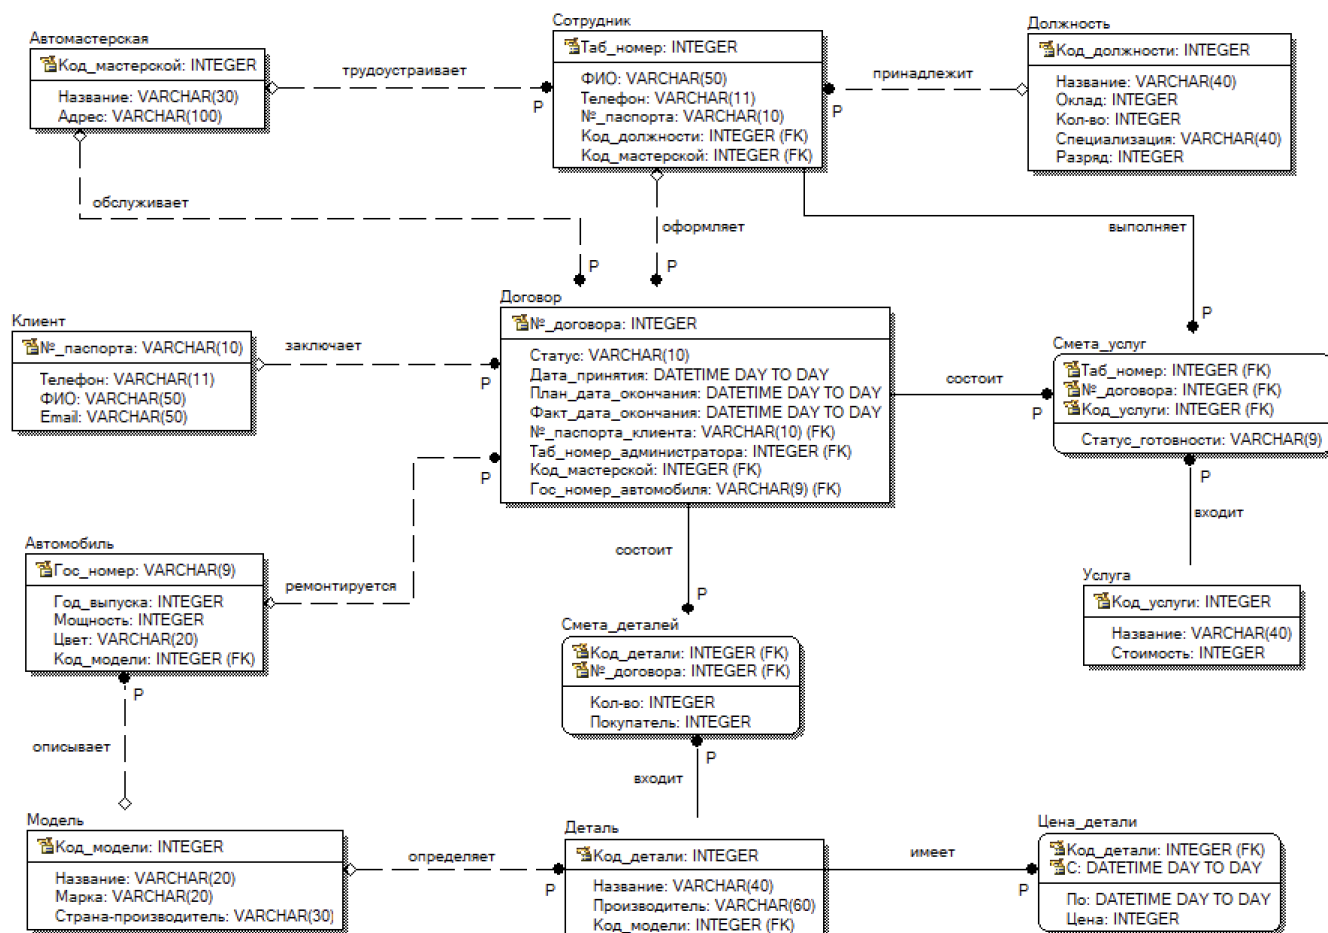 Автомастерская
Код_мастерской: INTEGER
Название: VARCHAR(30)
Адрес: VARCHAR(100)
трудоустраивает
P
Сотрудник
Таб_номер: INTEGER
ФИО: VARCHAR(50)
Телефон: VARCHAR(11)
№_паспорта: VARCHAR(10)
Код_должности: INTEGER (FK)
Код_мастерской: INTEGER (FK)
принадлежит
P
Должность
Код_должности: INTEGER
Название: VARCHAR(40)
Оклад: INTEGER
Кол-во: INTEGER
Специализация: VARCHAR(40)
Разряд: INTEGER
обслуживает
P
оформляет
P
выполняет
P
Клиент
№_паспорта: VARCHAR(10)
Телефон: VARCHAR(11)
ФИО: VARCHAR(50)
Email: VARCHAR(50)
заключает
P
Договор
№_договора: INTEGER
Статус: VARCHAR(10)
Дата_принятия: DATETIME DAY TO DAY
План_дата_окончания: DATETIME DAY TO DAY
Факт_дата_окончания: DATETIME DAY TO DAY
№_паспорта_клиента: VARCHAR(10) (FK)
Таб_номер_администратора: INTEGER (FK)
Код_мастерской: INTEGER (FK)
Гос_номер_автомобиля: VARCHAR(9) (FK)
состоит
P
Смета_услуг
Таб_номер: INTEGER (FK)
№_договора: INTEGER (FK)
Код_услуги: INTEGER (FK)
Статус_готовности: VARCHAR(9)
P
входит
Услуга
Код_услуги: INTEGER
Название: VARCHAR(40)
Стоимость: INTEGER
Автомобиль
Гос_номер: VARCHAR(9)
Год_выпуска: INTEGER
Мощность: INTEGER
Цвет: VARCHAR(20)
Код_модели: INTEGER (FK)
ремонтируется
P
состоит
P
Смета_деталей
Код_детали: INTEGER (FK)
№_договора: INTEGER (FK)
Кол-во: INTEGER
Покупатель: INTEGER
P
описывает
P
входит
Модель
Код_модели: INTEGER
Название: VARCHAR(20)
Марка: VARCHAR(20)
Страна-производитель: VARCHAR(30)
определяет
P
Деталь
Код_детали: INTEGER
Название: VARCHAR(40)
Производитель: VARCHAR(60)
Код_модели: INTEGER (FK)
имеет
P
Цена_детали
Код_детали: INTEGER (FK)
С: DATETIME DAY TO DAY
По: DATETIME DAY TO DAY
Цена: INTEGER